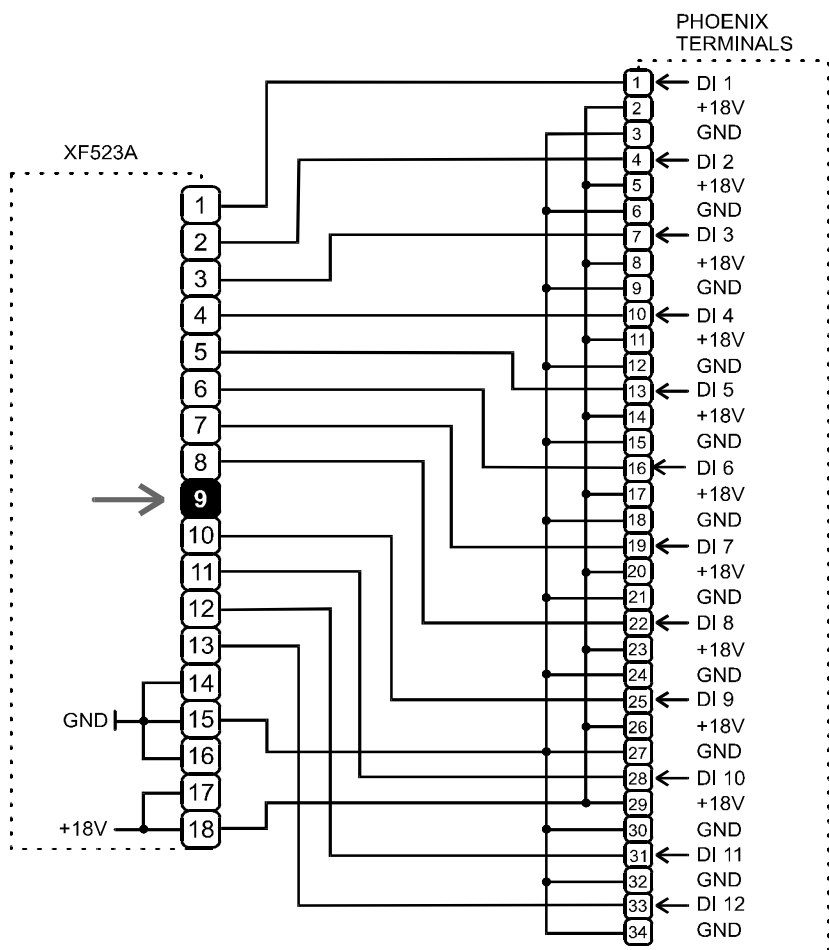 PHOENIX
TERMINALS
XF523A
1 DI 1
2 +18V
3 GND
4 DI 2
5 +18V
6 GND
7 DI 3
8 +18V
9 GND
10 DI 4
11 +18V
12 GND
13 DI 5
14 +18V
15 GND
16 DI 6
17 +18V
18 GND
19 DI 7
20 +18V
21 GND
22 DI 8
23 +18V
24 GND
25 DI 9
26 +18V
27 GND
28 DI 10
29 +18V
30 GND
31 DI 11
32 GND
33 DI 12
34 GND
1
2
3
4
5
6
7
8
9
10
11
12
13
14
GND 15
16
17
+18V 18